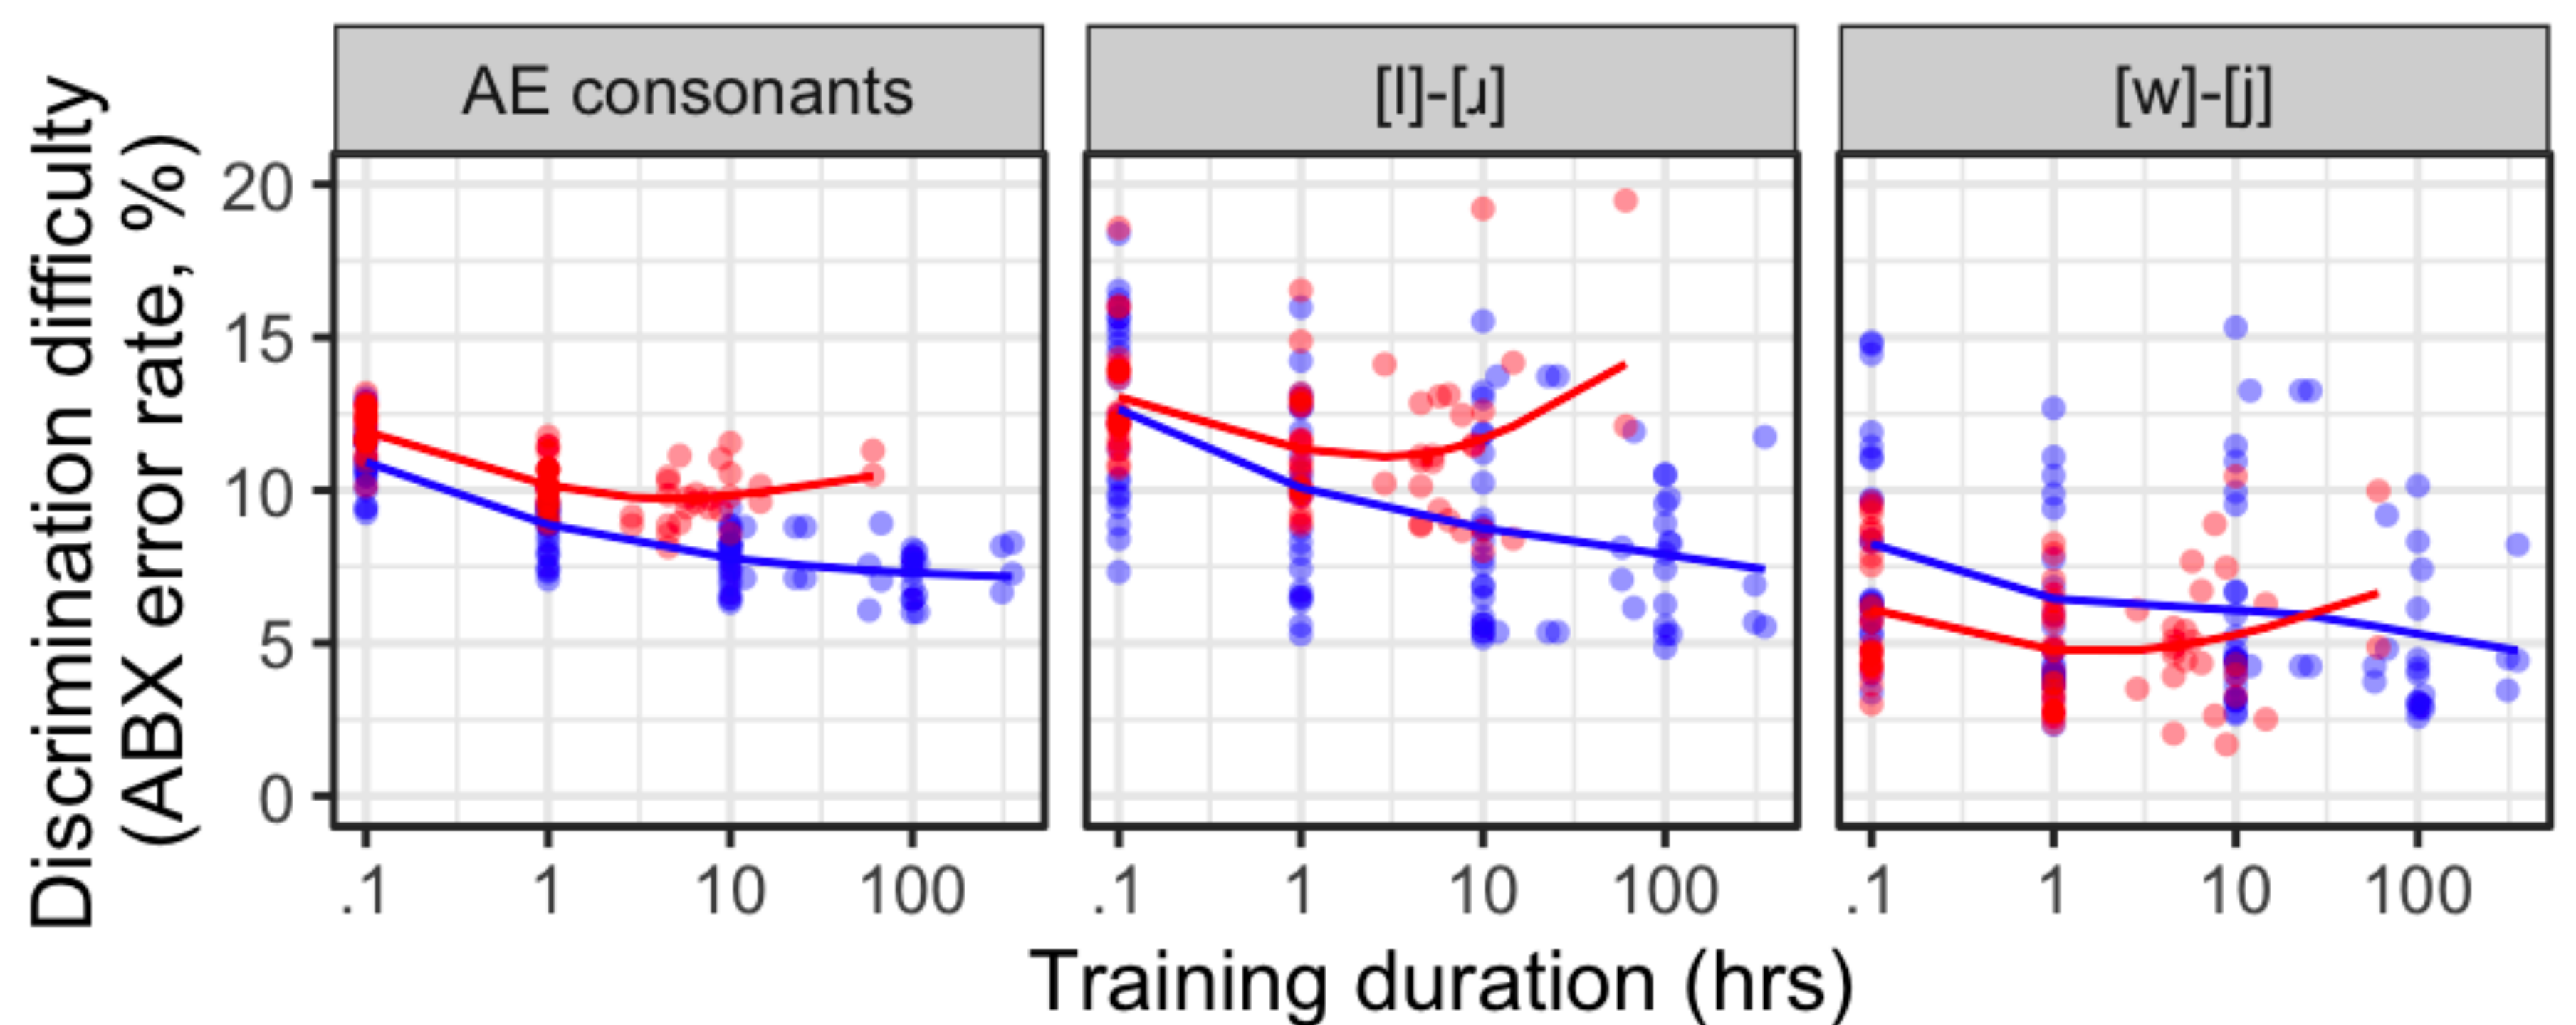 AE consonants
[l]-[ɹ]
[w]-[j]
Discrimination difficulty
(ABX error rate, %)
20
15
10
5
0
.1 1 10 100
.1 1 10 100
.1 1 10 100
Training duration (hrs)